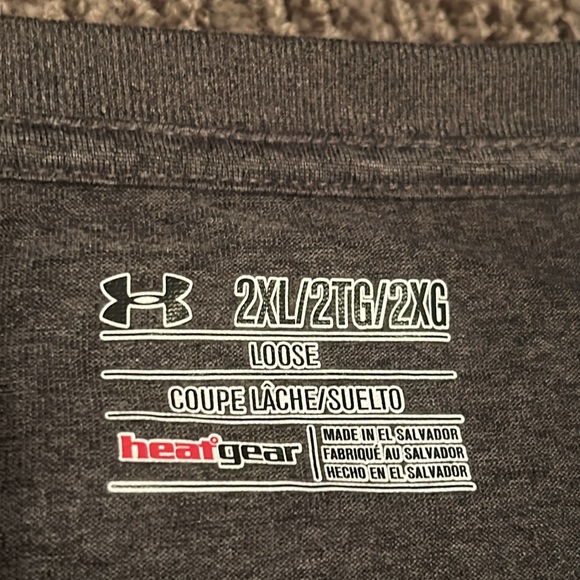 2XL/2TG/2XG
LOOSE
COUPE LÂCHE/SUELTO
heatgear
MADE IN EL SALVADOR
FABRIQUÉ AU SALVADOR
HECHO EN EL SALVADOR